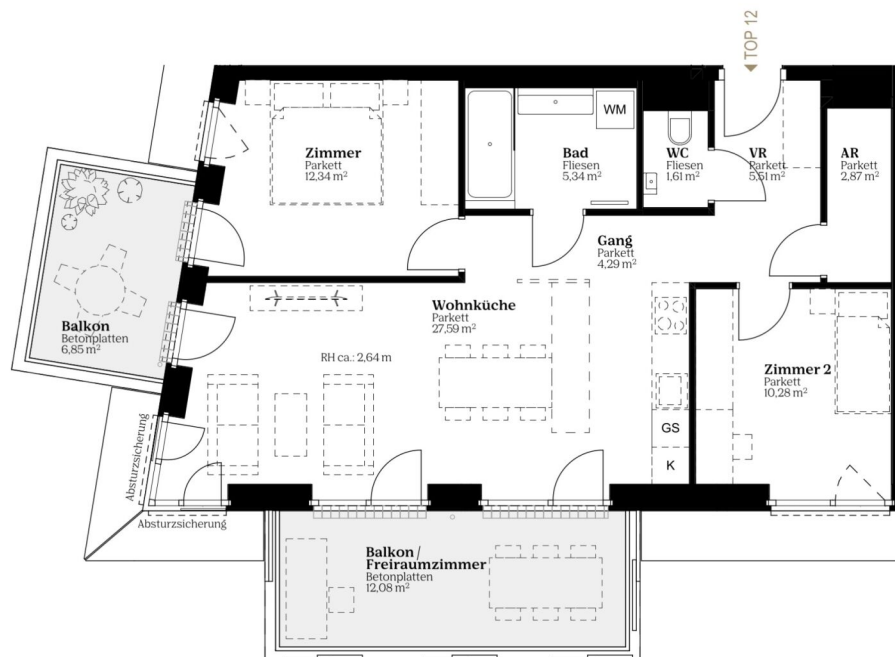 TOP 12
Zimmer
Parkett
12,34 m²
Bad
Fliesen
5,34 m²
WM
WC
Fliesen
1,61 m²
VR
Parkett
5,51 m²
AR
Parkett
2,87 m²
Gang
Parkett
4,29 m²
Balkon
Betonplatten
6,85 m²
Wohnküche
Parkett
27,59 m²
RH ca.: 2,64 m
Zimmer 2
Parkett
10,28 m²
GS
K
Absturzsicherung
Absturzsicherung
Balkon /
Freiraumzimmer
Betonplatten
12,08 m²